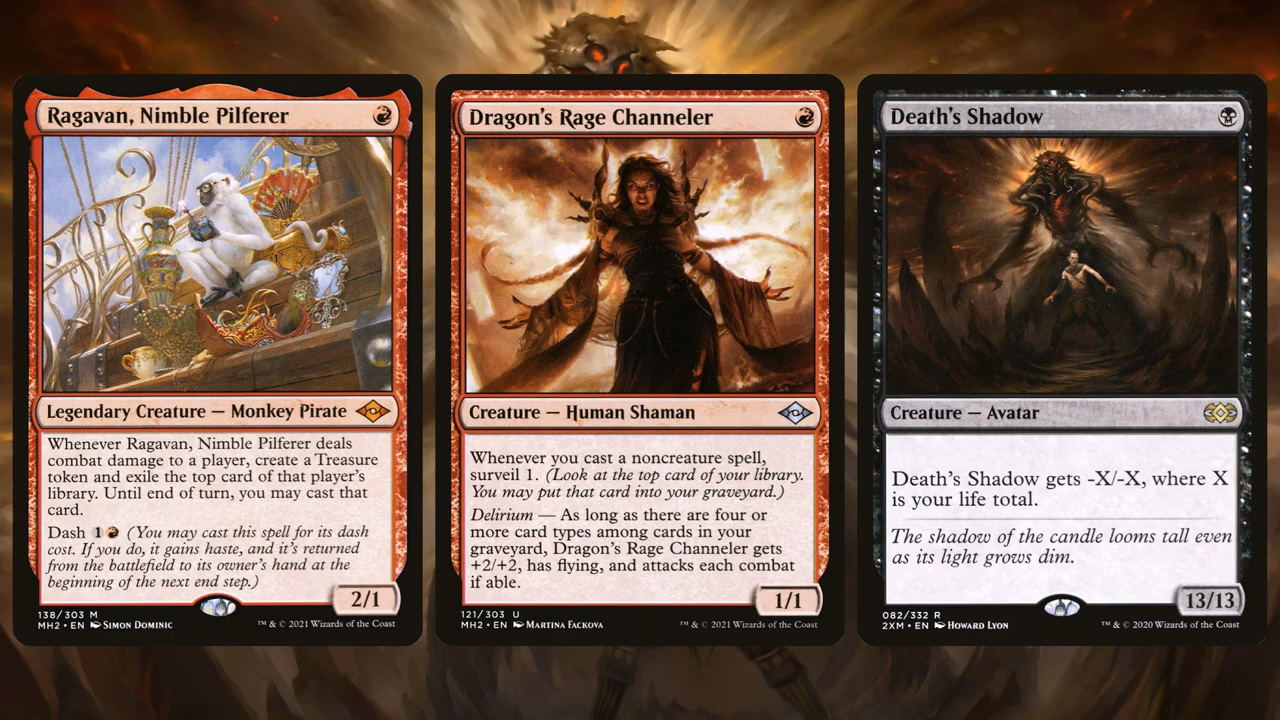 Ragavan, Nimble Pilferer
Legendary Creature — Monkey Pirate
Whenever Ragavan, Nimble Pilferer deals
combat damage to a player, create a Treasure
token and exile the top card of that player's
library. Until end of turn, you may cast that
card.
Dash 1 (You may cast this spell for its dash
cost. If you do, it gains haste, and it's returned
from the battlefield to its owner's hand at the
beginning of the next end step.)
2/1
138/303 M
MH2 • EN Simon Dominic
™ & © 2021 Wizards of the Coast
Dragon's Rage Channeler
Creature — Human Shaman
Whenever you cast a noncreature spell,
surveil 1. (Look at the top card of your library.
You may put that card into your graveyard.)
Delirium — As long as there are four or
more card types among cards in your
graveyard, Dragon's Rage Channeler gets
+2/+2, has flying, and attacks each combat
if able.
1/1
121/303 U
MH2 • EN Martina Fackova
™ & © 2021 Wizards of the Coast
Death's Shadow
Creature — Avatar
Death's Shadow gets -X/-X, where X
is your life total.
The shadow of the candle looms tall even
as its light grows dim.
13/13
082/332 R
2XM • EN Howard Lyon
™ & © 2020 Wizards of the Coast